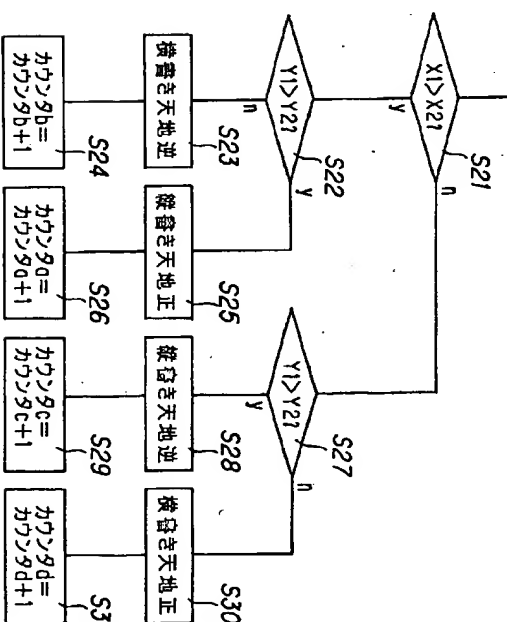 X1>X2?
S21
y
n
Y1>Y2?
S22
n
y
Y1>Y2?
S27
y
n
横書き天地逆
S23
縦書き天地正
S25
縦書き天地逆
S28
横書き天地正
S30
カウンタb=
カウンタb+1
S24
カウンタa=
カウンタa+1
S26
カウンタc=
カウンタc+1
S29
カウンタd=
カウンタd+1